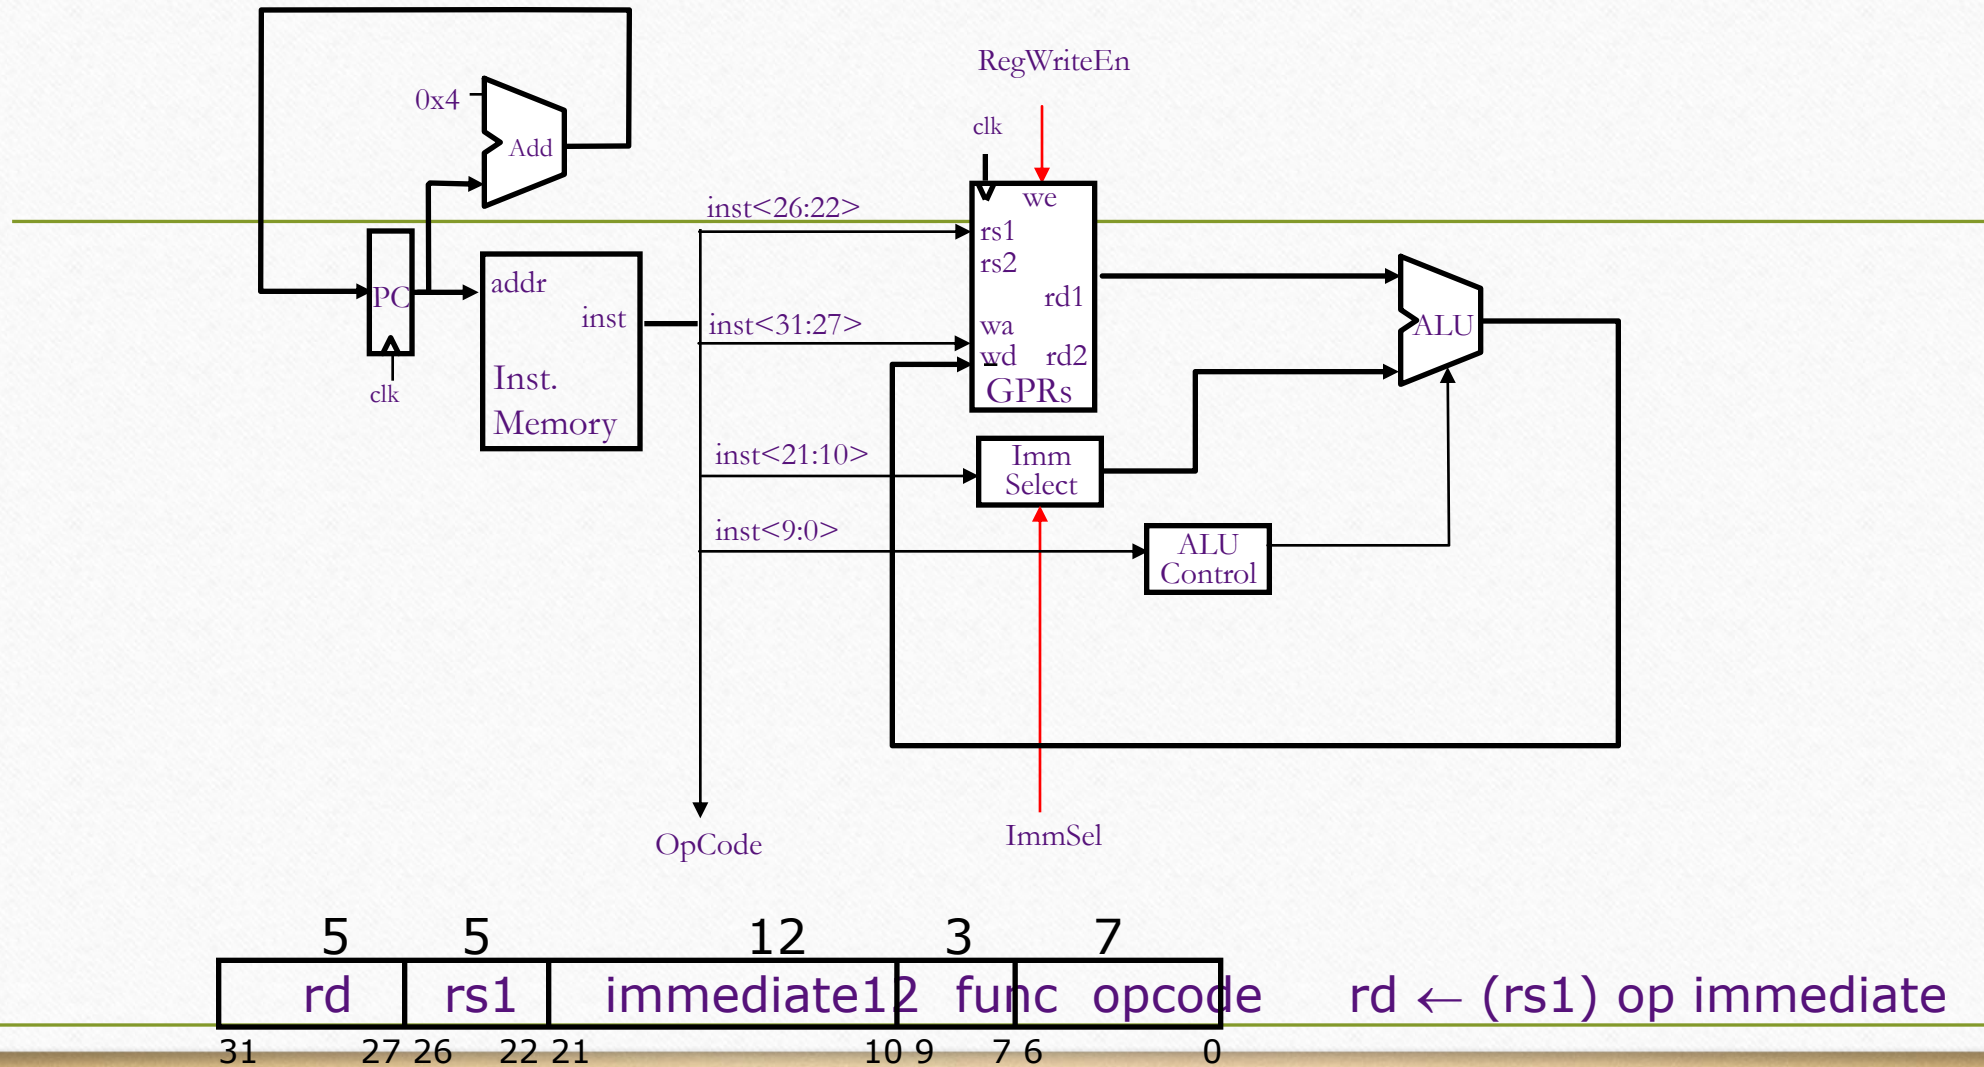 RegWriteEn
0x4
clk
Add
we
inst<26:22>
rs1
rs2
PC
addr
rd1
inst
inst<31:27>
wa
ALU
wd
rd2
clk
Inst.
Memory
GPRs
inst<21:10>
Imm
Select
inst<9:0>
ALU
Control
OpCode
ImmSel
5 5 12 3 7
rd rs1 immediate12 func opcode rd ← (rs1) op immediate
31 27 26 22 21 10 9 7 6 0